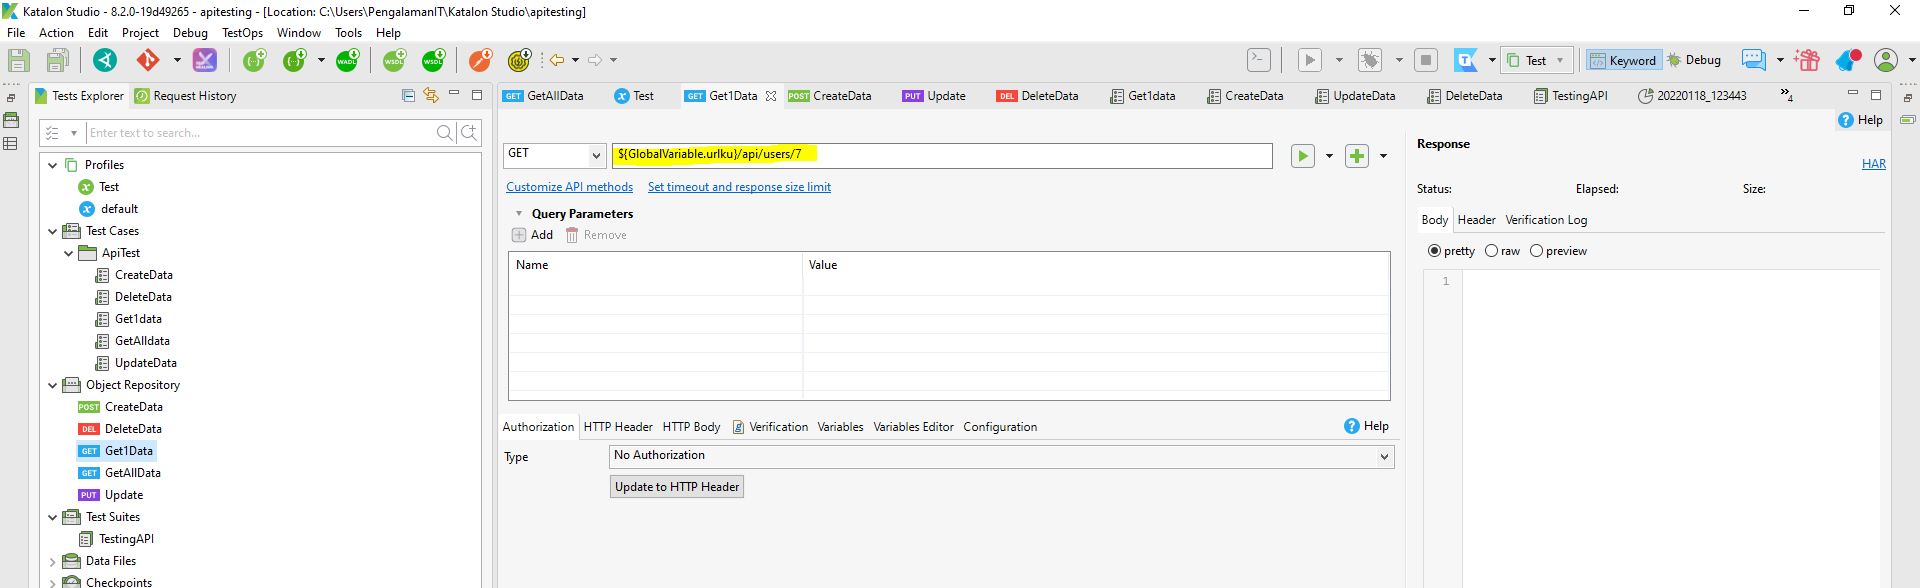 Katalon Studio - 8.2.0-19d49265 - apitesting - [Location: C:\Users\PengalamanIT\Katalon Studio\apitesting]
File Action Edit Project Debug TestOps Window Tools Help
WADL WSDL WSDL Test Keyword Debug
Tests Explorer Request History
Enter text to search...
Profiles
Test
default
Test Cases
ApiTest
CreateData
DeleteData
Get1data
GetAlldata
UpdateData
Object Repository
POST CreateData
DEL DeleteData
GET Get1Data
GET GetAllData
PUT Update
Test Suites
TestingAPI
Data Files
Checkpoints
GET GetAllData Test GET Get1Data POST CreateData PUT Update DEL DeleteData Get1data CreateData UpdateData DeleteData TestingAPI 20220118_123443 4
Help
GET ${GlobalVariable.urlku}/api/users/7
Customize API methods Set timeout and response size limit
Query Parameters
Add Remove
Name Value
Authorization HTTP Header HTTP Body Verification Variables Variables Editor Configuration Help
Type No Authorization
Update to HTTP Header
Response
HAR
Status: Elapsed: Size:
Body Header Verification Log
pretty raw preview
1